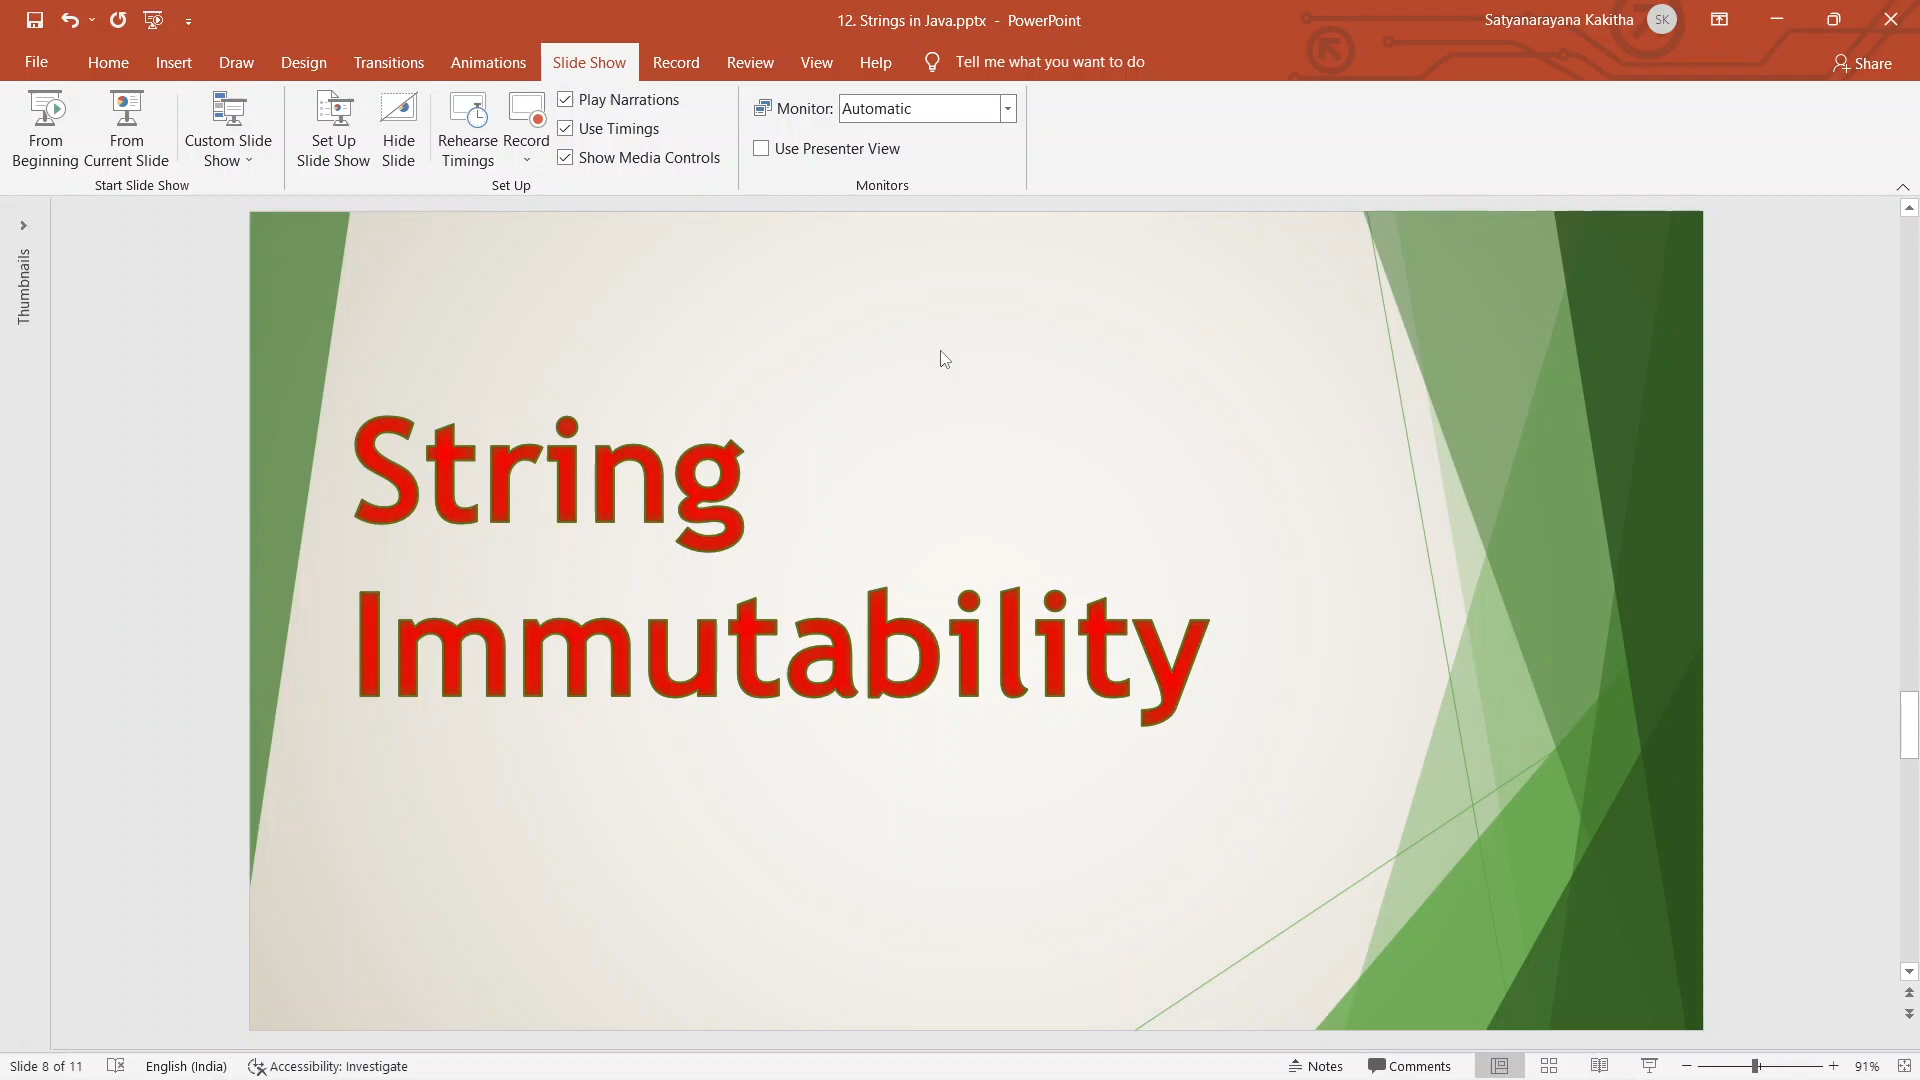 12. Strings in Java.pptx - PowerPoint
Satyanarayana Kakitha SK
File Home Insert Draw Design Transitions Animations Slide Show Record Review View Help Tell me what you want to do Share
From Beginning
From Current Slide
Custom Slide Show
Start Slide Show
Set Up Slide Show
Hide Slide
Rehearse Timings
Record
Play Narrations
Use Timings
Show Media Controls
Set Up
Monitor: Automatic
Use Presenter View
Monitors
Thumbnails
String
Immutability
Slide 8 of 11 English (India) Accessibility: Investigate Notes Comments 91%